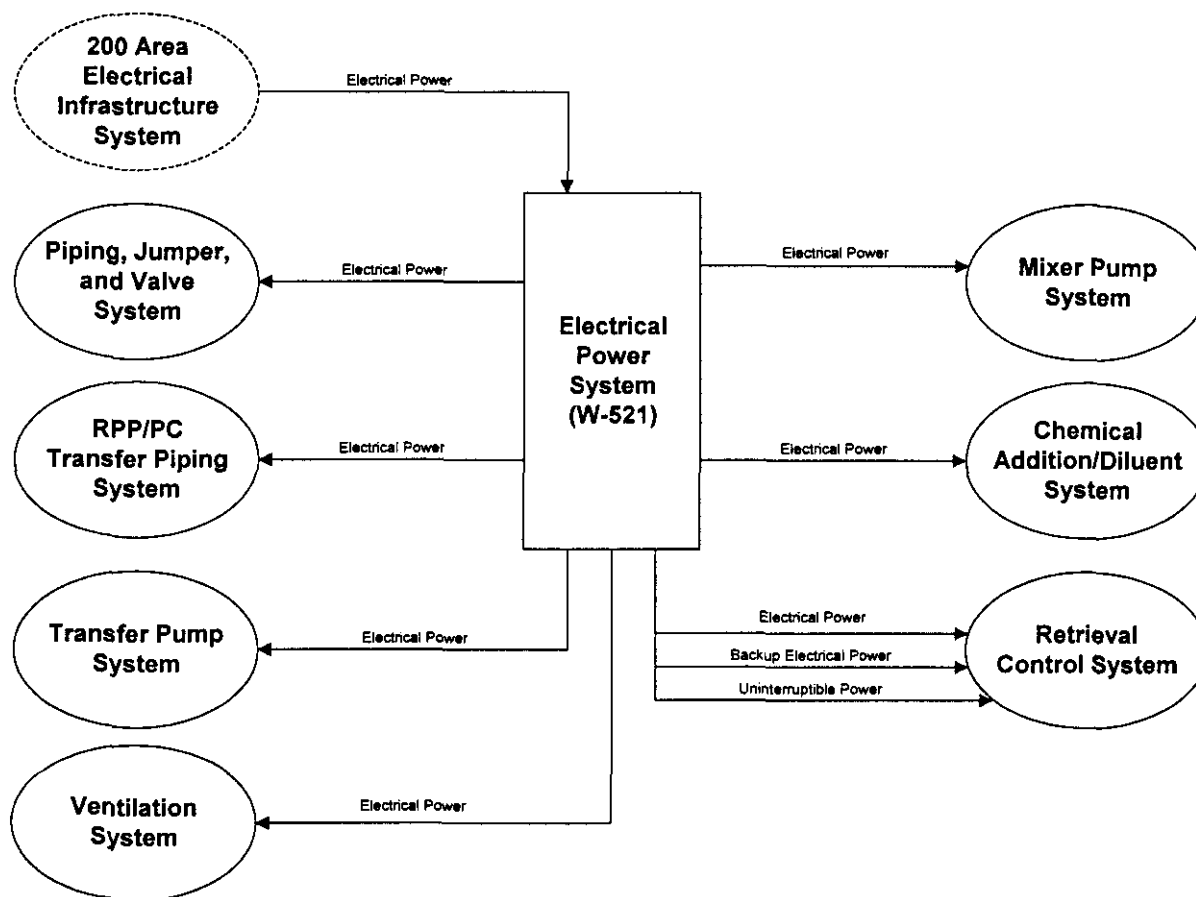 200 Area
Electrical
Infrastructure
System
Electrical Power
Piping, Jumper,
and Valve
System
Electrical Power
RPP/PC
Transfer Piping
System
Electrical Power
Transfer Pump
System
Electrical Power
Ventilation
System
Electrical Power
Electrical
Power
System
(W-521)
Electrical Power
Mixer Pump
System
Electrical Power
Chemical
Addition/Diluent
System
Electrical Power
Backup Electrical Power
Uninterruptible Power
Retrieval
Control System